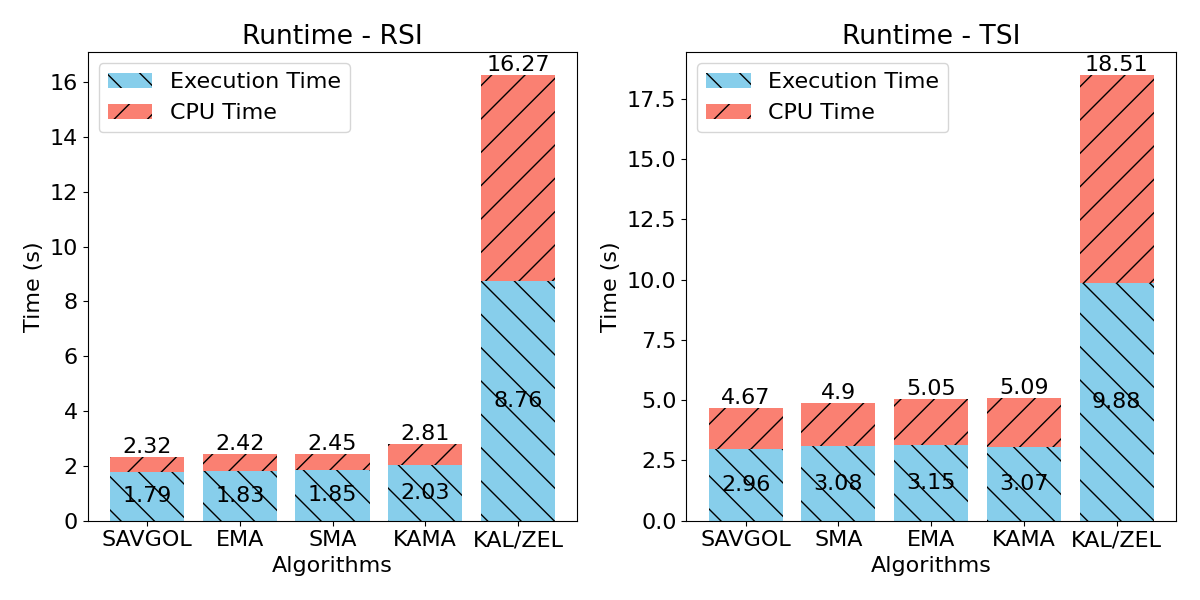 Runtime - RSI
Execution Time
CPU Time
Time (s)
16
14
12
10
8
6
4
2
0
2.32
2.42
2.45
2.81
16.27
1.79
1.83
1.85
2.03
8.76
SAVGOL
EMA
SMA
KAMA
KAL/ZEL
Algorithms
Runtime - TSI
Execution Time
CPU Time
Time (s)
17.5
15.0
12.5
10.0
7.5
5.0
2.5
0.0
4.67
4.9
5.05
5.09
18.51
2.96
3.08
3.15
3.07
9.88
SAVGOL
SMA
EMA
KAMA
KAL/ZEL
Algorithms